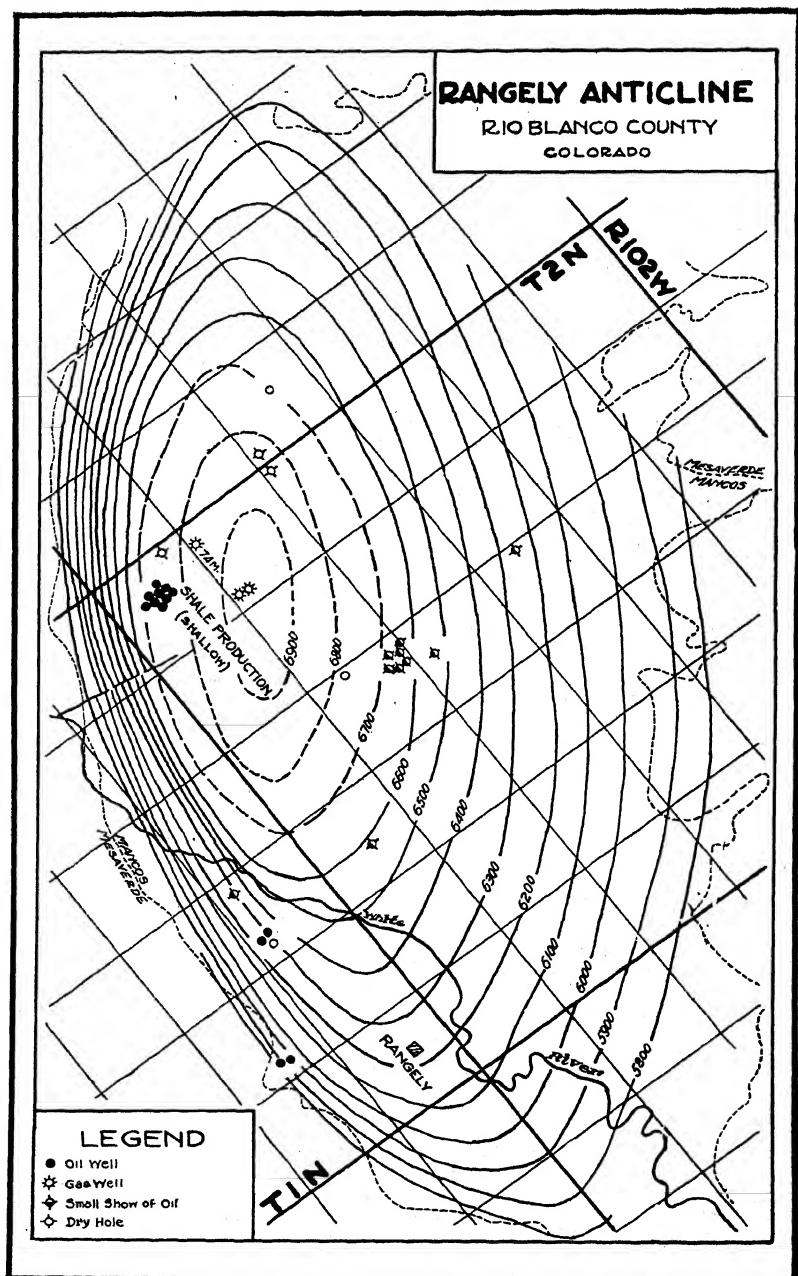 RANGELY ANTICLINE
RIO BLANCO COUNTY
COLORADO
T2N
R102W
MESAVERDE
MANCOS
74M.
SHALE PRODUCTION
(SHALLOW)
6900
6800
6700
6600
6500
6400
6300
6200
6100
6000
5900
5800
MANCOS
MESAVERDE
White
River
RANGELY
T1N
LEGEND
Oil Well
Gas Well
Small Show of Oil
Dry Hole